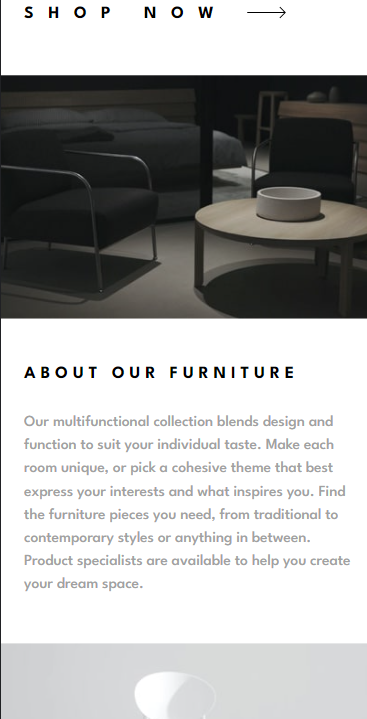 SHOP NOW
ABOUT OUR FURNITURE
Our multifunctional collection blends design and
function to suit your individual taste. Make each
room unique, or pick a cohesive theme that best
express your interests and what inspires you. Find
the furniture pieces you need, from traditional to
contemporary styles or anything in between.
Product specialists are available to help you create
your dream space.